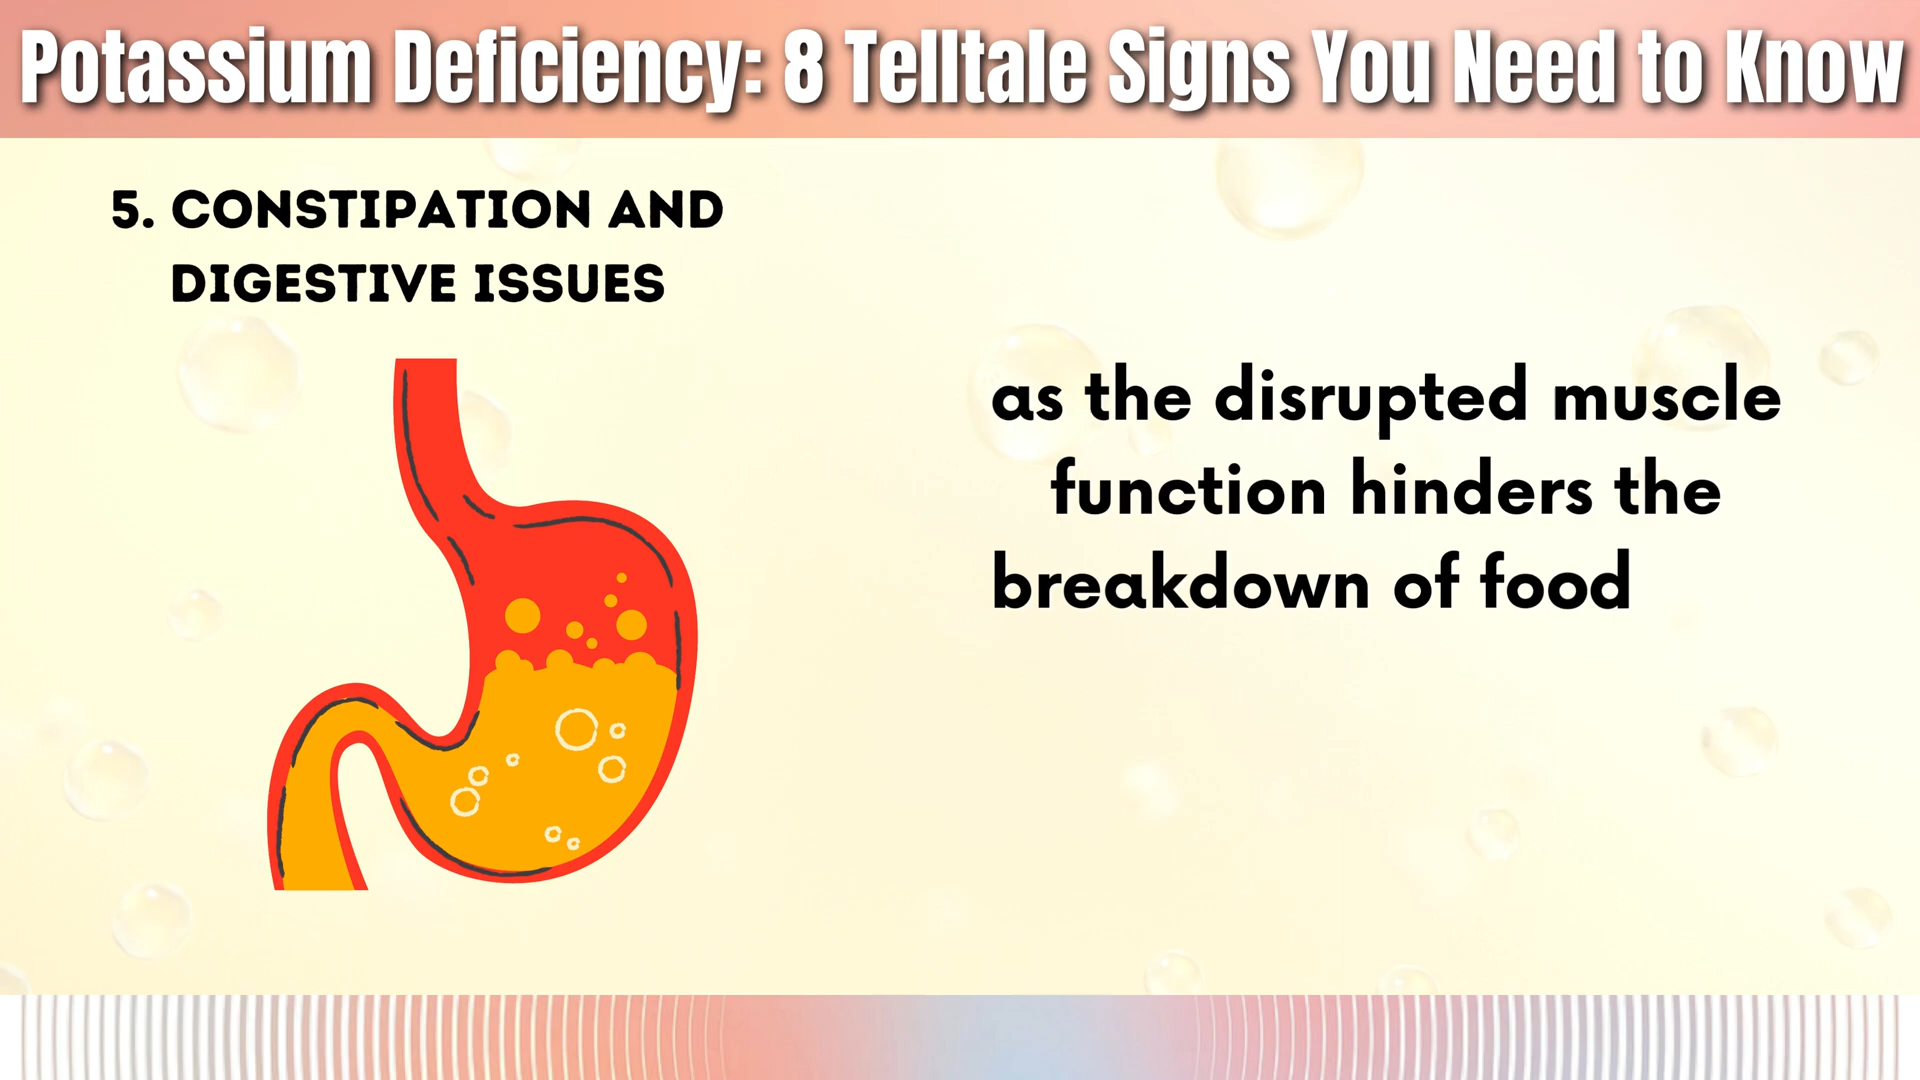 Potassium Deficiency: 8 Telltale Signs You Need to Know
5. CONSTIPATION AND
DIGESTIVE ISSUES
as the disrupted muscle
function hinders the
breakdown of food